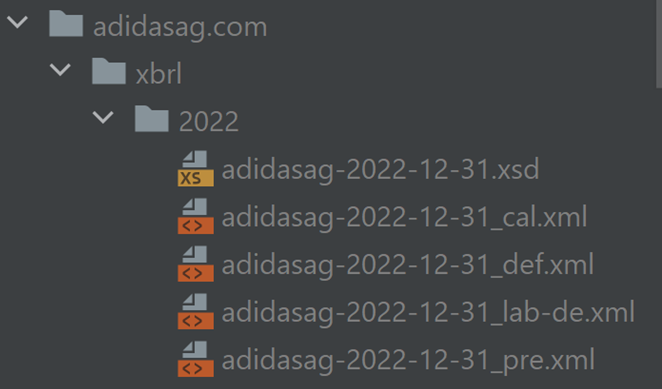 adidasag.com
xbrl
2022
XS adidasag-2022-12-31.xsd
<> adidasag-2022-12-31_cal.xml
<> adidasag-2022-12-31_def.xml
<> adidasag-2022-12-31_lab-de.xml
<> adidasag-2022-12-31_pre.xml